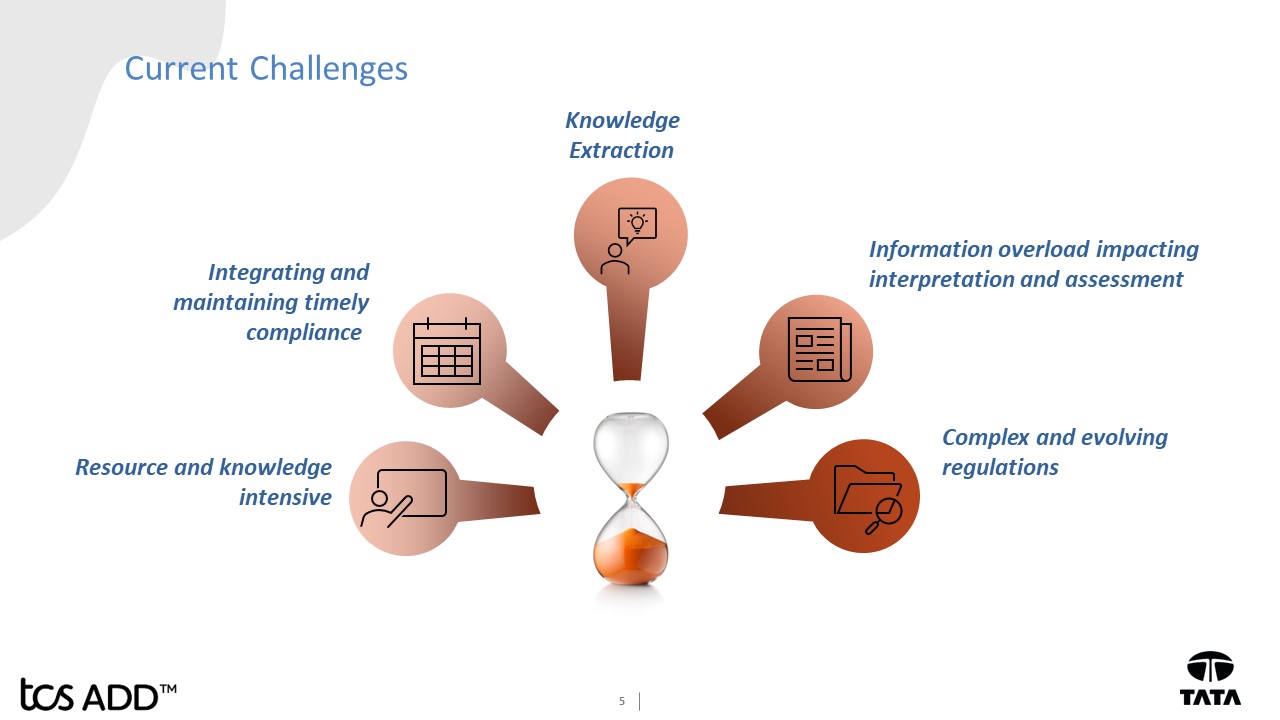 Current Challenges
Knowledge
Extraction
Information overload impacting
interpretation and assessment
Integrating and
maintaining timely
compliance
Complex and evolving
regulations
Resource and knowledge
intensive
tcs ADD™
5
TATA